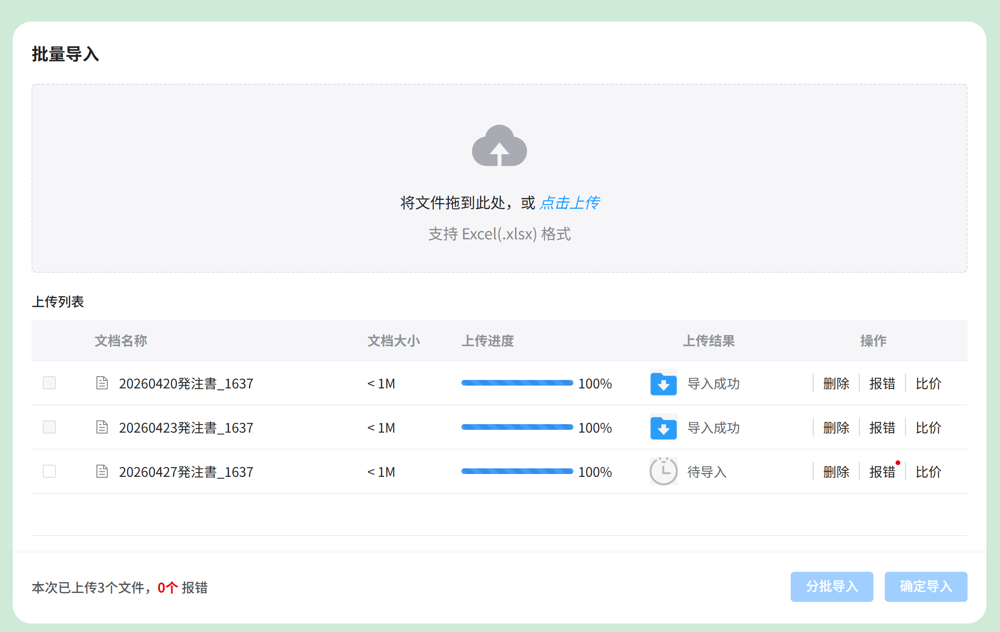 批量导入
将文件拖到此处，或 点击上传
支持 Excel(.xlsx) 格式
上传列表
文档名称 文档大小 上传进度 上传结果 操作
20260420発注書_1637 < 1M 100% 导入成功 删除 报错 比价
20260423発注書_1637 < 1M 100% 导入成功 删除 报错 比价
20260427発注書_1637 < 1M 100% 待导入 删除 报错 比价
本次已上传3个文件，0个 报错 分批导入 确定导入